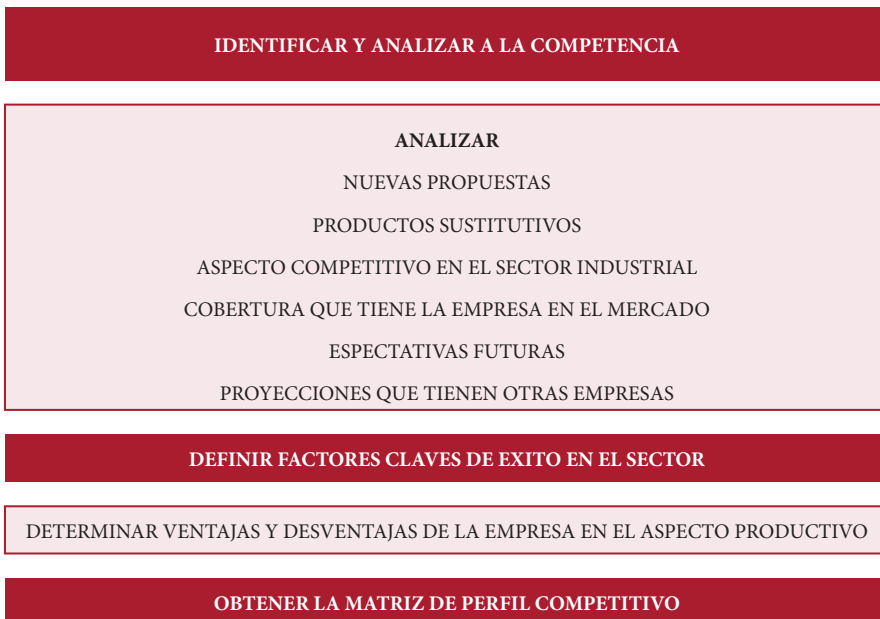 IDENTIFICAR Y ANALIZAR A LA COMPETENCIA
ANALIZAR
NUEVAS PROPUESTAS
PRODUCTOS SUSTITUTIVOS
ASPECTO COMPETITIVO EN EL SECTOR INDUSTRIAL
COBERTURA QUE TIENE LA EMPRESA EN EL MERCADO
ESPECTATIVAS FUTURAS
PROYECCIONES QUE TIENEN OTRAS EMPRESAS
DEFINIR FACTORES CLAVES DE EXITO EN EL SECTOR
DETERMINAR VENTAJAS Y DESVENTAJAS DE LA EMPRESA EN EL ASPECTO PRODUCTIVO
OBTENER LA MATRIZ DE PERFIL COMPETITIVO